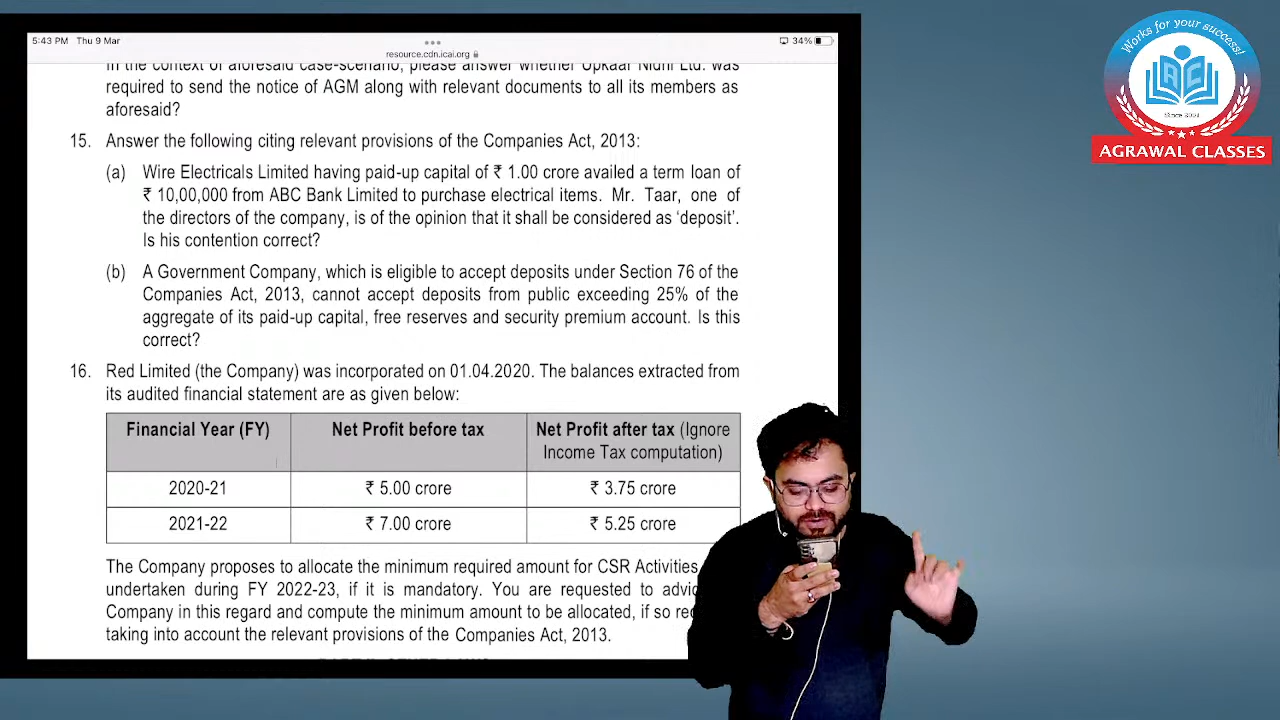 5:43 PM Thu 9 Mar
34%
resource.cdn.icai.org
In the context of aforesaid case-scenario, please answer whether Upkaar Nidhi Ltd. was
required to send the notice of AGM along with relevant documents to all its members as
aforesaid?
15. Answer the following citing relevant provisions of the Companies Act, 2013:
(a) Wire Electricals Limited having paid-up capital of ₹ 1.00 crore availed a term loan of
₹ 10,00,000 from ABC Bank Limited to purchase electrical items. Mr. Taar, one of
the directors of the company, is of the opinion that it shall be considered as 'deposit'.
Is his contention correct?
(b) A Government Company, which is eligible to accept deposits under Section 76 of the
Companies Act, 2013, cannot accept deposits from public exceeding 25% of the
aggregate of its paid-up capital, free reserves and security premium account. Is this
correct?
16. Red Limited (the Company) was incorporated on 01.04.2020. The balances extracted from
its audited financial statement are as given below:
Financial Year (FY) Net Profit before tax Net Profit after tax (Ignore
Income Tax computation)
2020-21 ₹ 5.00 crore ₹ 3.75 crore
2021-22 ₹ 7.00 crore ₹ 5.25 crore
The Company proposes to allocate the minimum required amount for CSR Activities
undertaken during FY 2022-23, if it is mandatory. You are requested to
Company in this regard and compute the minimum amount to be allocated, if so
taking into account the relevant provisions of the Companies Act, 2013.
Works for your success!
AC
Since 2001
AGRAWAL CLASSES